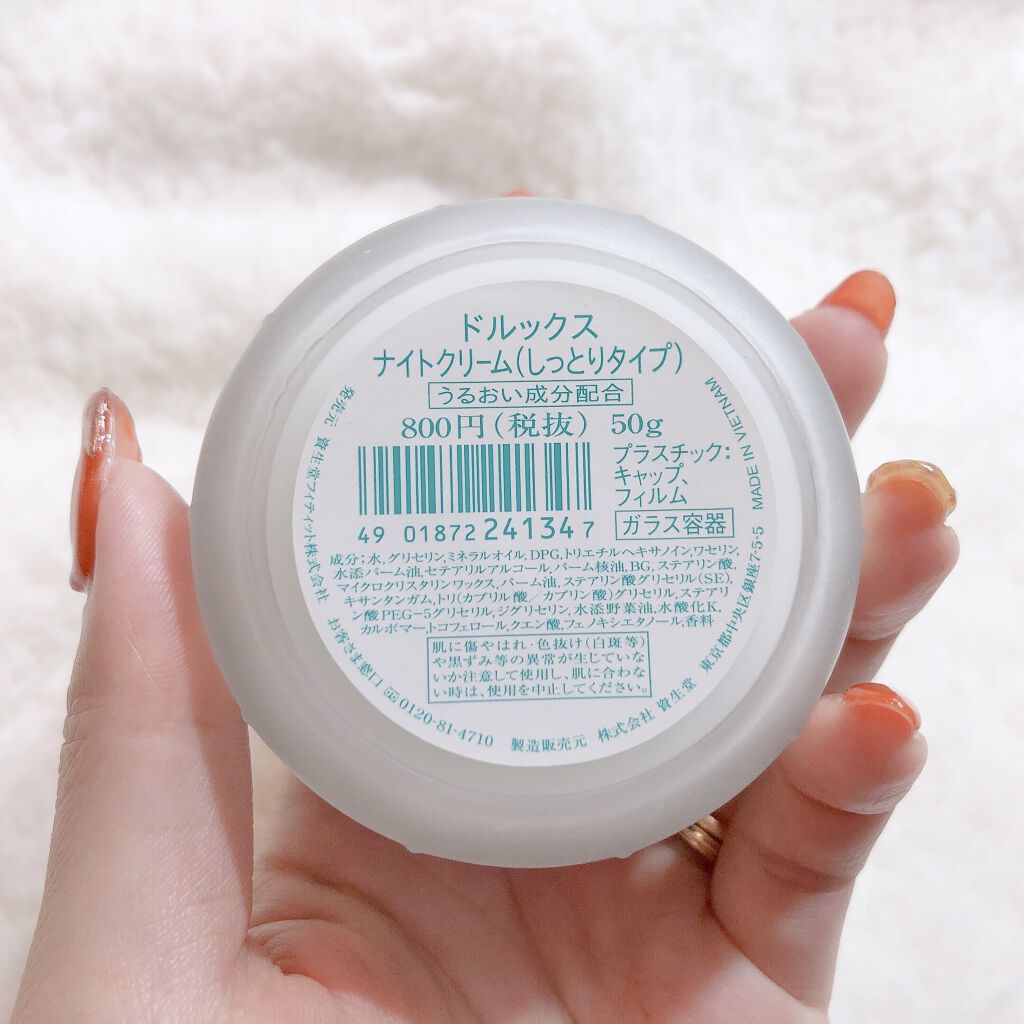 ドルックス
ナイトクリーム(しっとりタイプ)
うるおい成分配合
800円(税抜) 50g
プラスチック:
キャップ、
フィルム
ガラス容器
49 01872 241347
成分;水,グリセリン,ミネラルオイル,DPG,トリエチルヘキサノイン,ワセリン,
水添パーム油,セテアリルアルコール,パーム核油,BG,ステアリン酸,
マイクロクリスタリンワックス,パーム油,ステアリン酸グリセリル(SE),
キサンタンガム,トリ(カプリル酸/カプリン酸)グリセリル,ステアリ
ン酸PEG-5グリセリル,ジグリセリン,水添野菜油,水酸化K,
カルボマー,トコフェロール,クエン酸,フェノキシエタノール,香料
肌に傷やはれ・色抜け(白斑等)
や黒ずみ等の異常が生じていな
いか注意して使用し、肌に合わな
い時は、使用を中止してください。
発売元 資生堂フィティット株式会社 お客さま窓口 0120-81-4710
製造販売元 株式会社 資生堂 東京都中央区銀座7-5-5 MADE IN VIETNAM